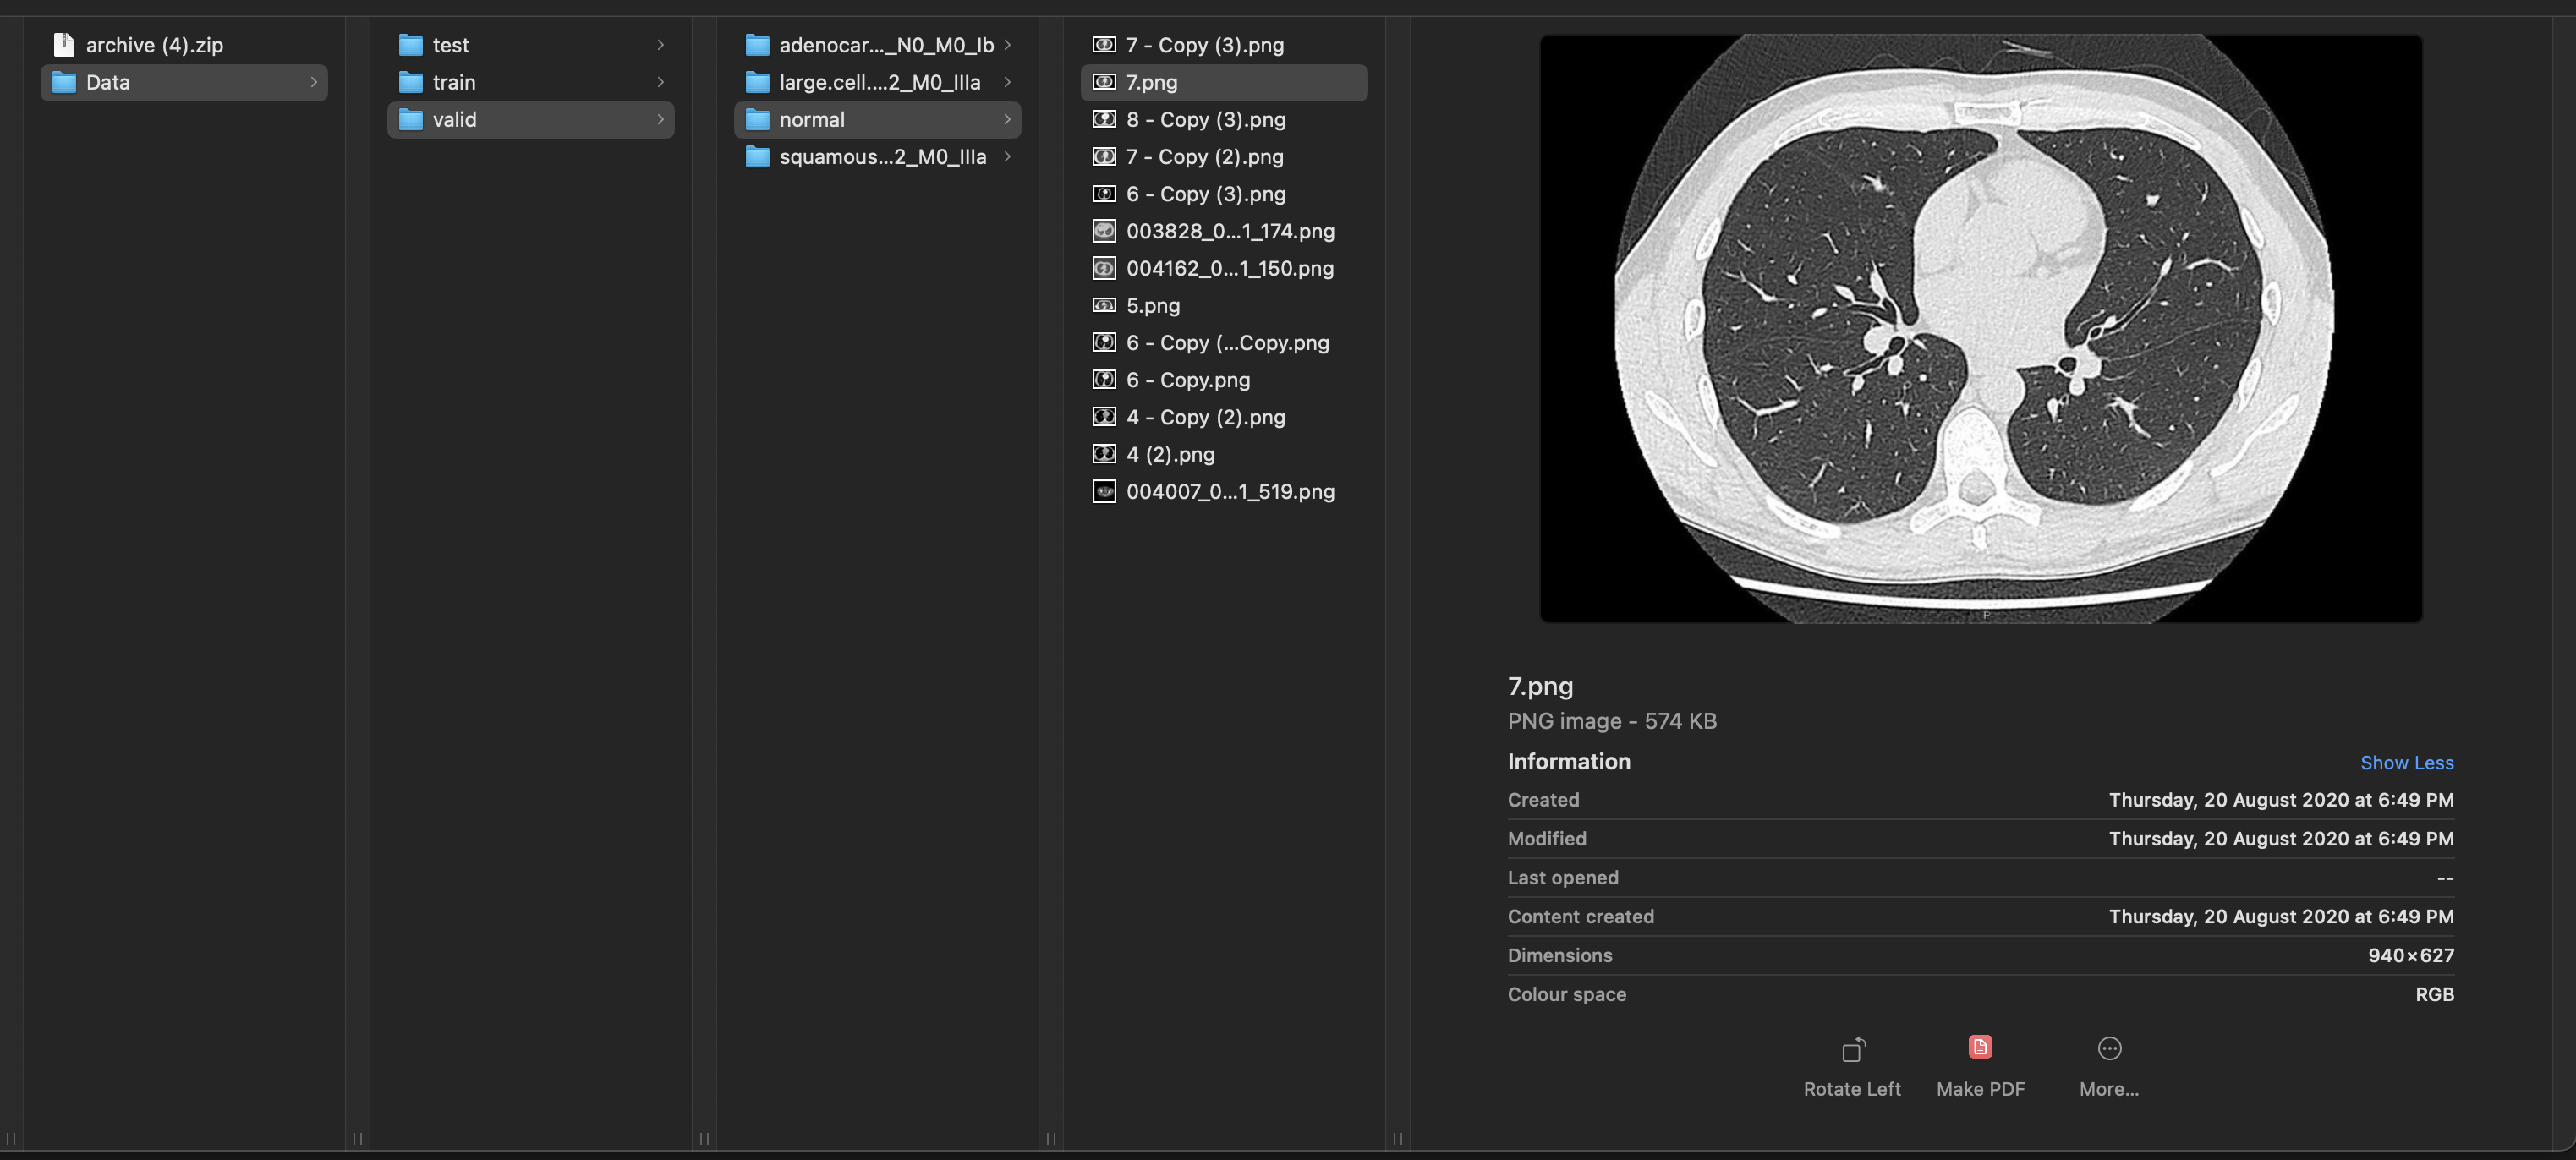 archive (4).zip
Data
test
train
valid
adenocar..._N0_M0_Ib
large.cell....2_M0_IIIa
normal
squamous...2_M0_IIIa
7 - Copy (3).png
7.png
8 - Copy (3).png
7 - Copy (2).png
6 - Copy (3).png
003828_0...1_174.png
004162_0...1_150.png
5.png
6 - Copy (...Copy.png
6 - Copy.png
4 - Copy (2).png
4 (2).png
004007_0...1_519.png
P
7.png
PNG image - 574 KB
Information Show Less
Created Thursday, 20 August 2020 at 6:49 PM
Modified Thursday, 20 August 2020 at 6:49 PM
Last opened --
Content created Thursday, 20 August 2020 at 6:49 PM
Dimensions 940×627
Colour space RGB
Rotate Left Make PDF More...